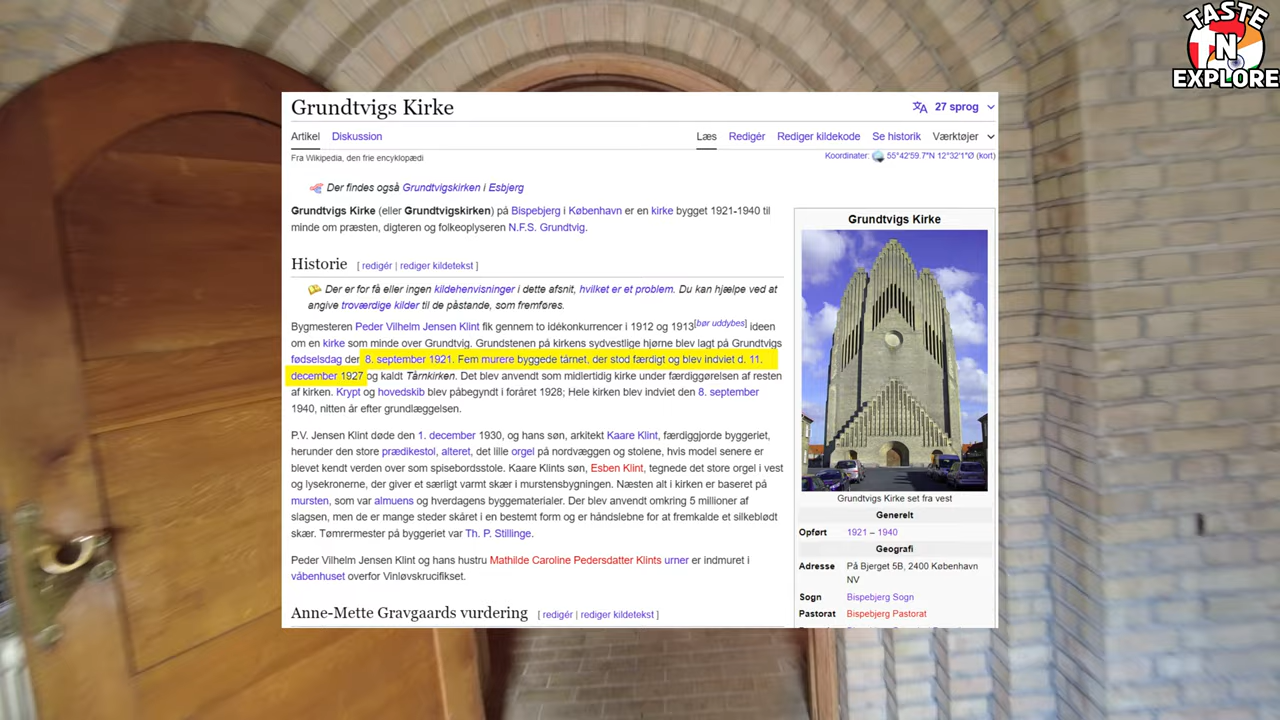 TASTE
N
EXPLORE
Grundtvigs Kirke
27 sprog
Artikel Diskussion Læs Redigér Rediger kildekode Se historik Værktøjer
Fra Wikipedia, den frie encyklopædi
Koordinater: 55°42′59.7″N 12°32′1″Ø (kort)
Der findes også Grundtvigskirken i Esbjerg
Grundtvigs Kirke (eller Grundtvigskirken) på Bispebjerg i København er en kirke bygget 1921-1940 til
minde om præsten, digteren og folkeoplyseren N.F.S. Grundtvig.
Historie [ redigér | rediger kildetekst ]
Der er for få eller ingen kildehenvisninger i dette afsnit, hvilket er et problem. Du kan hjælpe ved at
angive troværdige kilder til de påstande, som fremføres.
Bygmesteren Peder Vilhelm Jensen Klint fik gennem to idékonkurrencer i 1912 og 1913[bør uddybes] ideen
om en kirke som minde over Grundtvig. Grundstenen på kirkens sydvestlige hjørne blev lagt på Grundtvigs
fødselsdag der 8. september 1921. Fem murere byggede tårnet, der stod færdigt og blev indviet d. 11.
december 1927 og kaldt Tårnkirken. Det blev anvendt som midlertidig kirke under færdiggørelsen af resten
af kirken. Krypt og hovedskib blev påbegyndt i foråret 1928; Hele kirken blev indviet den 8. september
1940, nitten år efter grundlæggelsen.
P.V. Jensen Klint døde den 1. december 1930, og hans søn, arkitekt Kaare Klint, færdiggjorde byggeriet,
herunder den store prædikestol, alteret, det lille orgel på nordvæggen og stolene, hvis model senere er
blevet kendt verden over som spisebordsstole. Kaare Klints søn, Esben Klint, tegnede det store orgel i vest
og lysekronerne, der giver et særligt varmt skær i murstensbygningen. Næsten alt i kirken er baseret på
mursten, som var almuens og hverdagens byggematerialer. Der blev anvendt omkring 5 millioner af
slagsen, men de er mange steder skåret i en bestemt form og er håndslebne for at fremkalde et silkeblødt
skær. Tømrermester på byggeriet var Th. P. Stillinge.
Peder Vilhelm Jensen Klint og hans hustru Mathilde Caroline Pedersdatter Klints urner er indmuret i
våbenhuset overfor Vinløvskrucifikset.
Anne-Mette Gravgaards vurdering [ redigér | rediger kildetekst ]
Grundtvigs Kirke
Grundtvigs Kirke set fra vest
Generelt
Opført 1921 – 1940
Geografi
Adresse På Bjerget 5B, 2400 København
NV
Sogn Bispebjerg Sogn
Pastorat Bispebjerg Pastorat